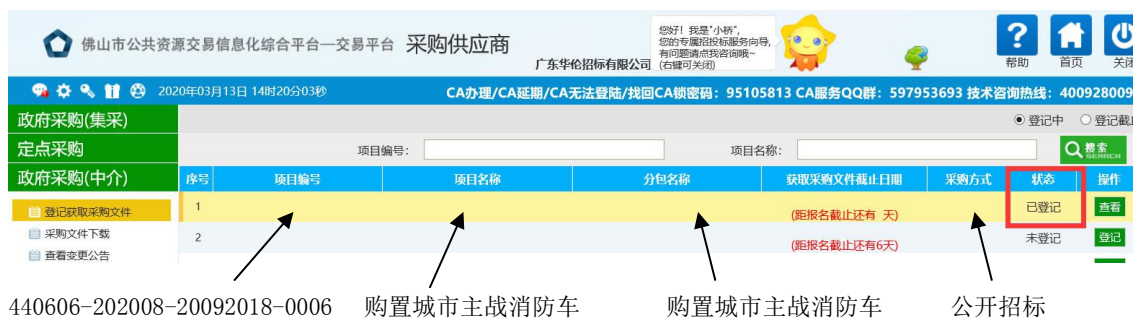 佛山市公共资源交易信息化综合平台—交易平台 采购供应商
您好！我是"小桥",
您的专属招投标服务向导,
有问题请点我咨询哦~
(右键可关闭)
广东华伦招标有限公司
帮助 首页 关闭
2020年03月13日 14时20分03秒 CA办理/CA延期/CA无法登陆/找回CA锁密码：95105813 CA服务QQ群：597953693 技术咨询热线：4009280095
政府采购(集采)
登记中 登记截止
定点采购
项目编号： 项目名称： 搜索 SEARCH
政府采购(中介)
序号 项目编号 项目名称 分包名称 获取采购文件截止日期 采购方式 状态 操作
登记获取采购文件
1 (距报名截止还有 天) 已登记 查看
采购文件下载
2 (距报名截止还有6天) 未登记 登记
查看变更公告
440606-202008-20092018-0006 购置城市主战消防车 购置城市主战消防车 公开招标